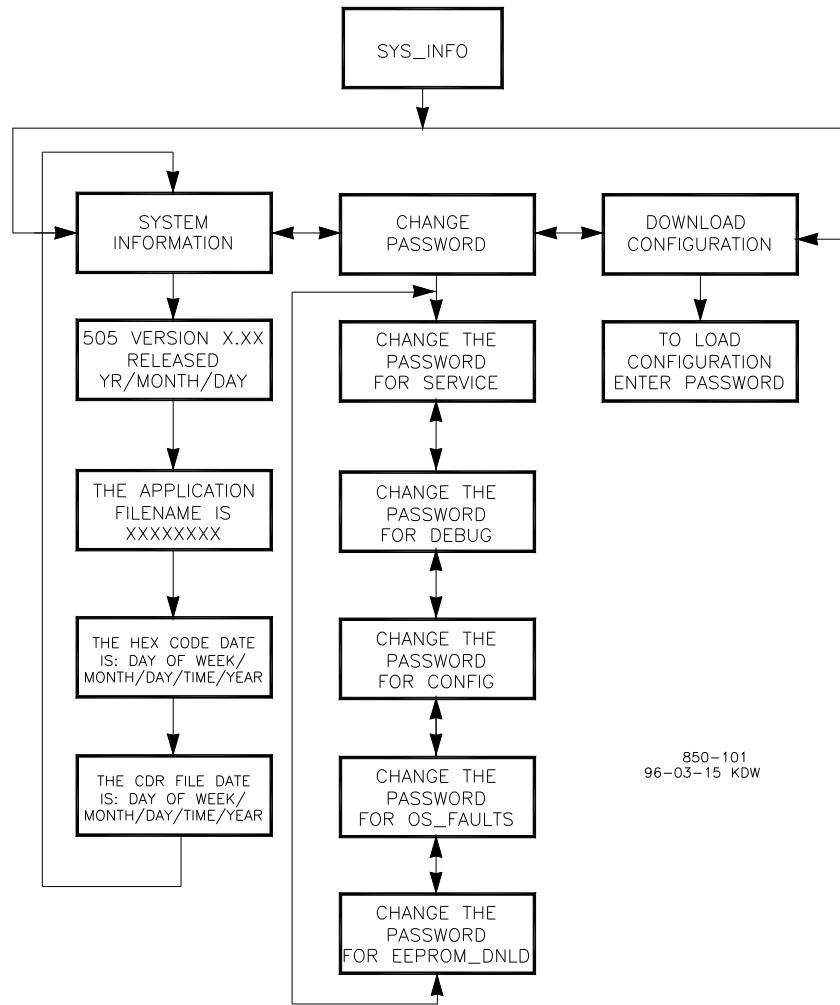 SYS_INFO
SYSTEM
INFORMATION
CHANGE
PASSWORD
DOWNLOAD
CONFIGURATION
505 VERSION X.XX
RELEASED
YR/MONTH/DAY
CHANGE THE
PASSWORD
FOR SERVICE
TO LOAD
CONFIGURATION
ENTER PASSWORD
THE APPLICATION
FILENAME IS
XXXXXXXX
CHANGE THE
PASSWORD
FOR DEBUG
THE HEX CODE DATE
IS: DAY OF WEEK/
MONTH/DAY/TIME/YEAR
CHANGE THE
PASSWORD
FOR CONFIG
THE CDR FILE DATE
IS: DAY OF WEEK/
MONTH/DAY/TIME/YEAR
CHANGE THE
PASSWORD
FOR OS_FAULTS
850-101
96-03-15 KDW
CHANGE THE
PASSWORD
FOR EEPROM_DNLD